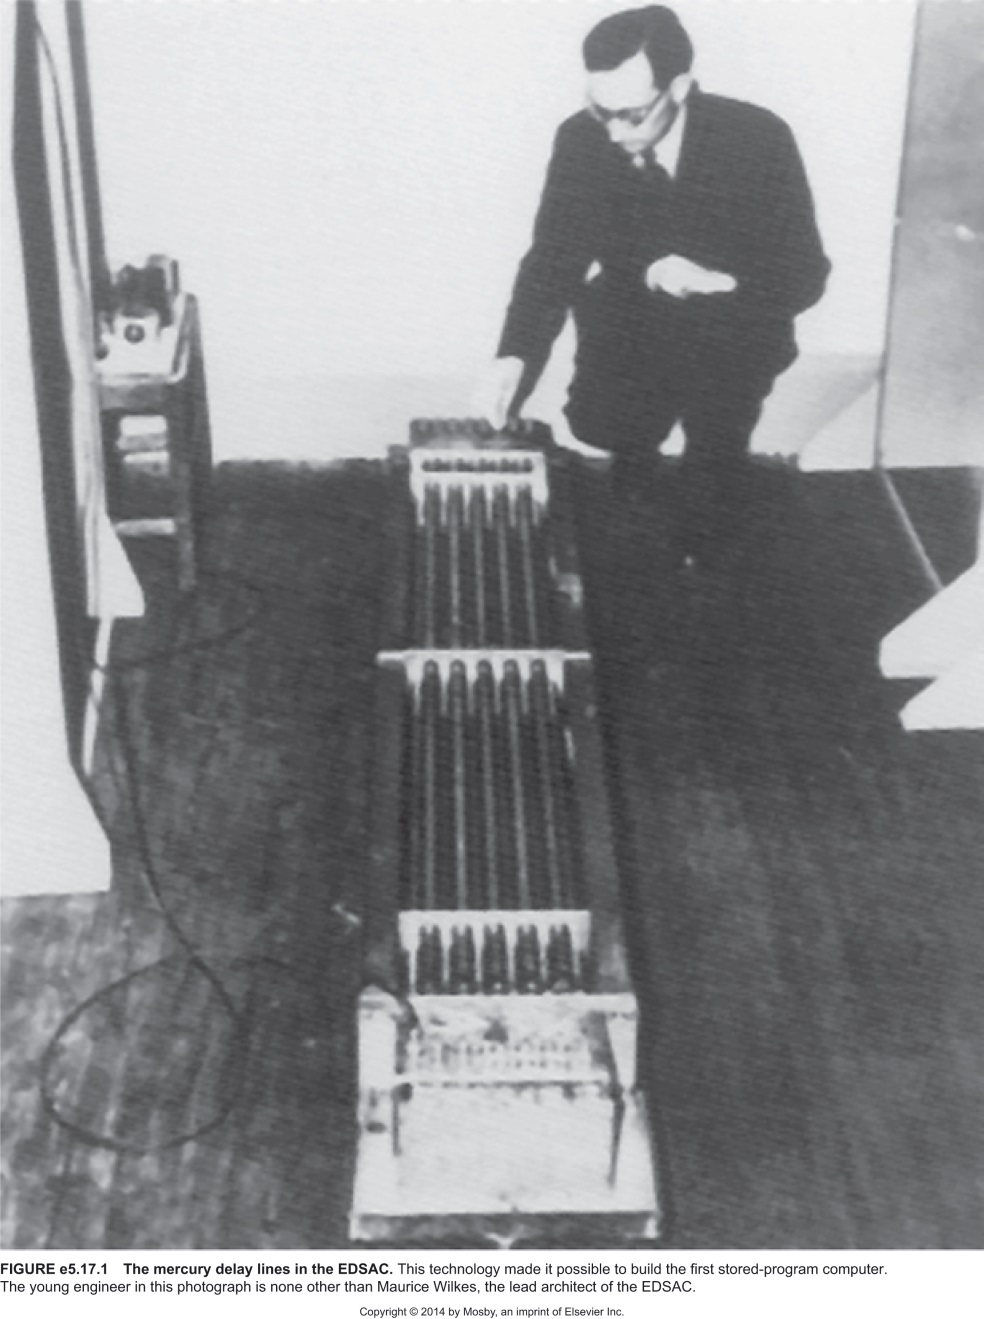 FIGURE e5.17.1 The mercury delay lines in the EDSAC. This technology made it possible to build the first stored-program computer.
The young engineer in this photograph is none other than Maurice Wilkes, the lead architect of the EDSAC.
Copyright © 2014 by Mosby, an imprint of Elsevier Inc.